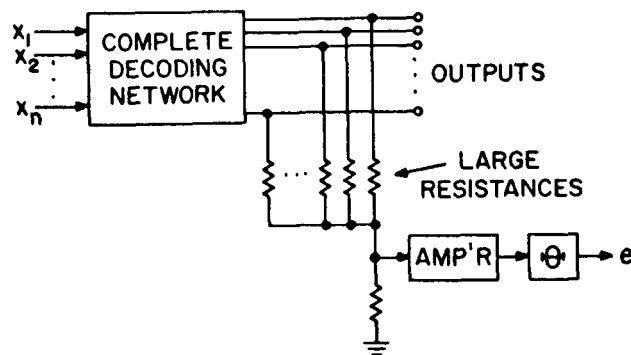 x1
x2
xn
COMPLETE
DECODING
NETWORK
OUTPUTS
LARGE
RESISTANCES
AMP'R
Θ
e